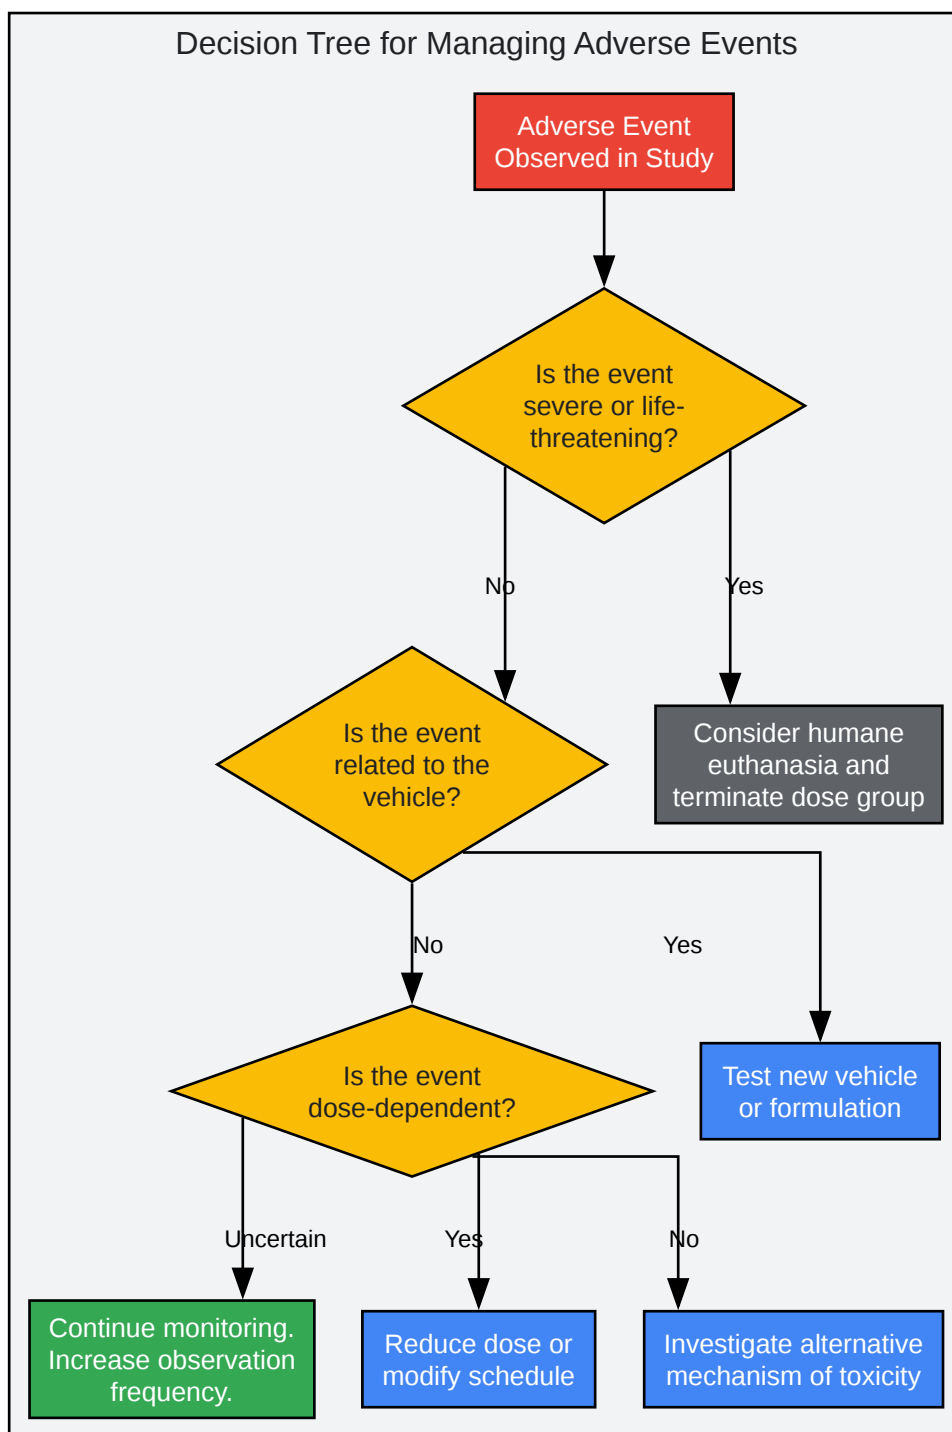 Decision Tree for Managing Adverse Events
Adverse Event
Observed in Study
Is the event
severe or life-
threatening?
No
Yes
Is the event
related to the
vehicle?
Consider humane
euthanasia and
terminate dose group
No
Yes
Is the event
dose-dependent?
Test new vehicle
or formulation
Uncertain
Yes
No
Continue monitoring.
Increase observation
frequency.
Reduce dose or
modify schedule
Investigate alternative
mechanism of toxicity